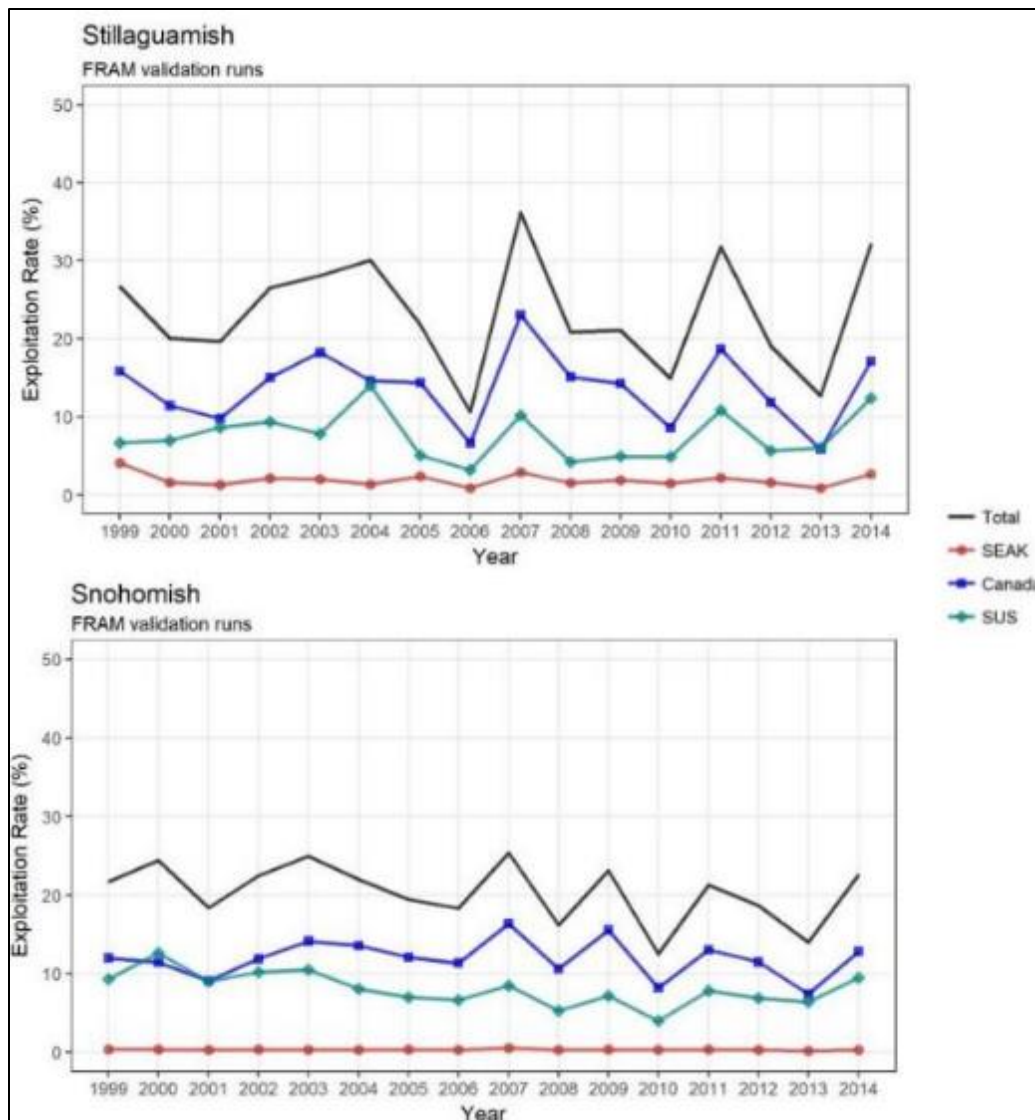 Stillaguamish
FRAM validation runs
50
40
30
20
10
0
Exploitation Rate (%)
1999 2000 2001 2002 2003 2004 2005 2006 2007 2008 2009 2010 2011 2012 2013 2014
Year
Total
SEAK
Canada
SUS
Snohomish
FRAM validation runs
50
40
30
20
10
0
Exploitation Rate (%)
1999 2000 2001 2002 2003 2004 2005 2006 2007 2008 2009 2010 2011 2012 2013 2014
Year